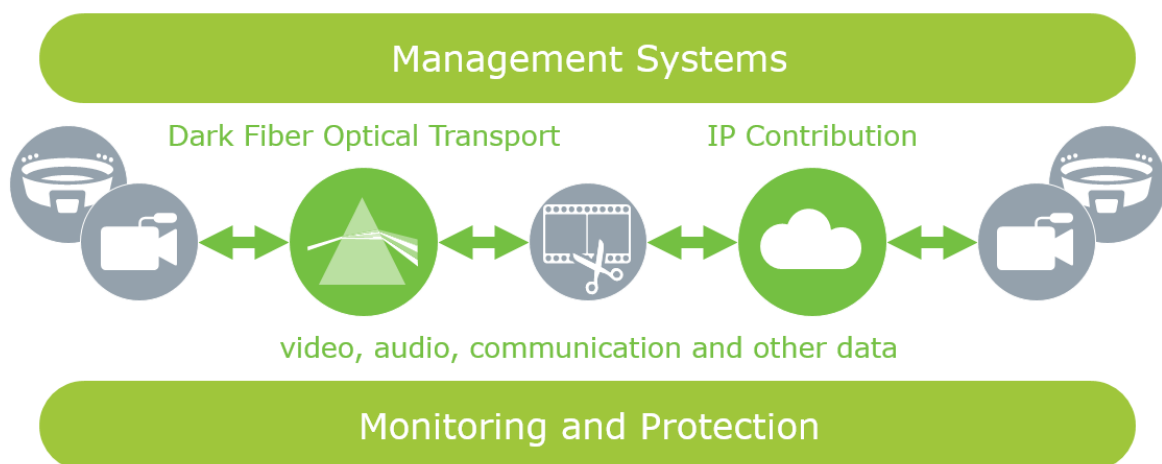 Management Systems
Dark Fiber Optical Transport
IP Contribution
video, audio, communication and other data
Monitoring and Protection